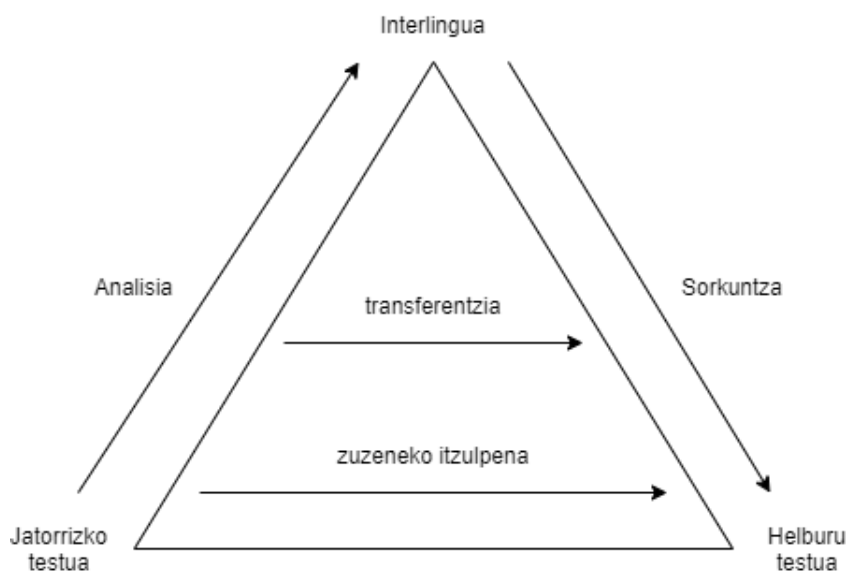 Interlingua
Analisia
Sorkuntza
transferentzia
zuzeneko itzulpena
Jatorrizko
testua
Helburu
testua